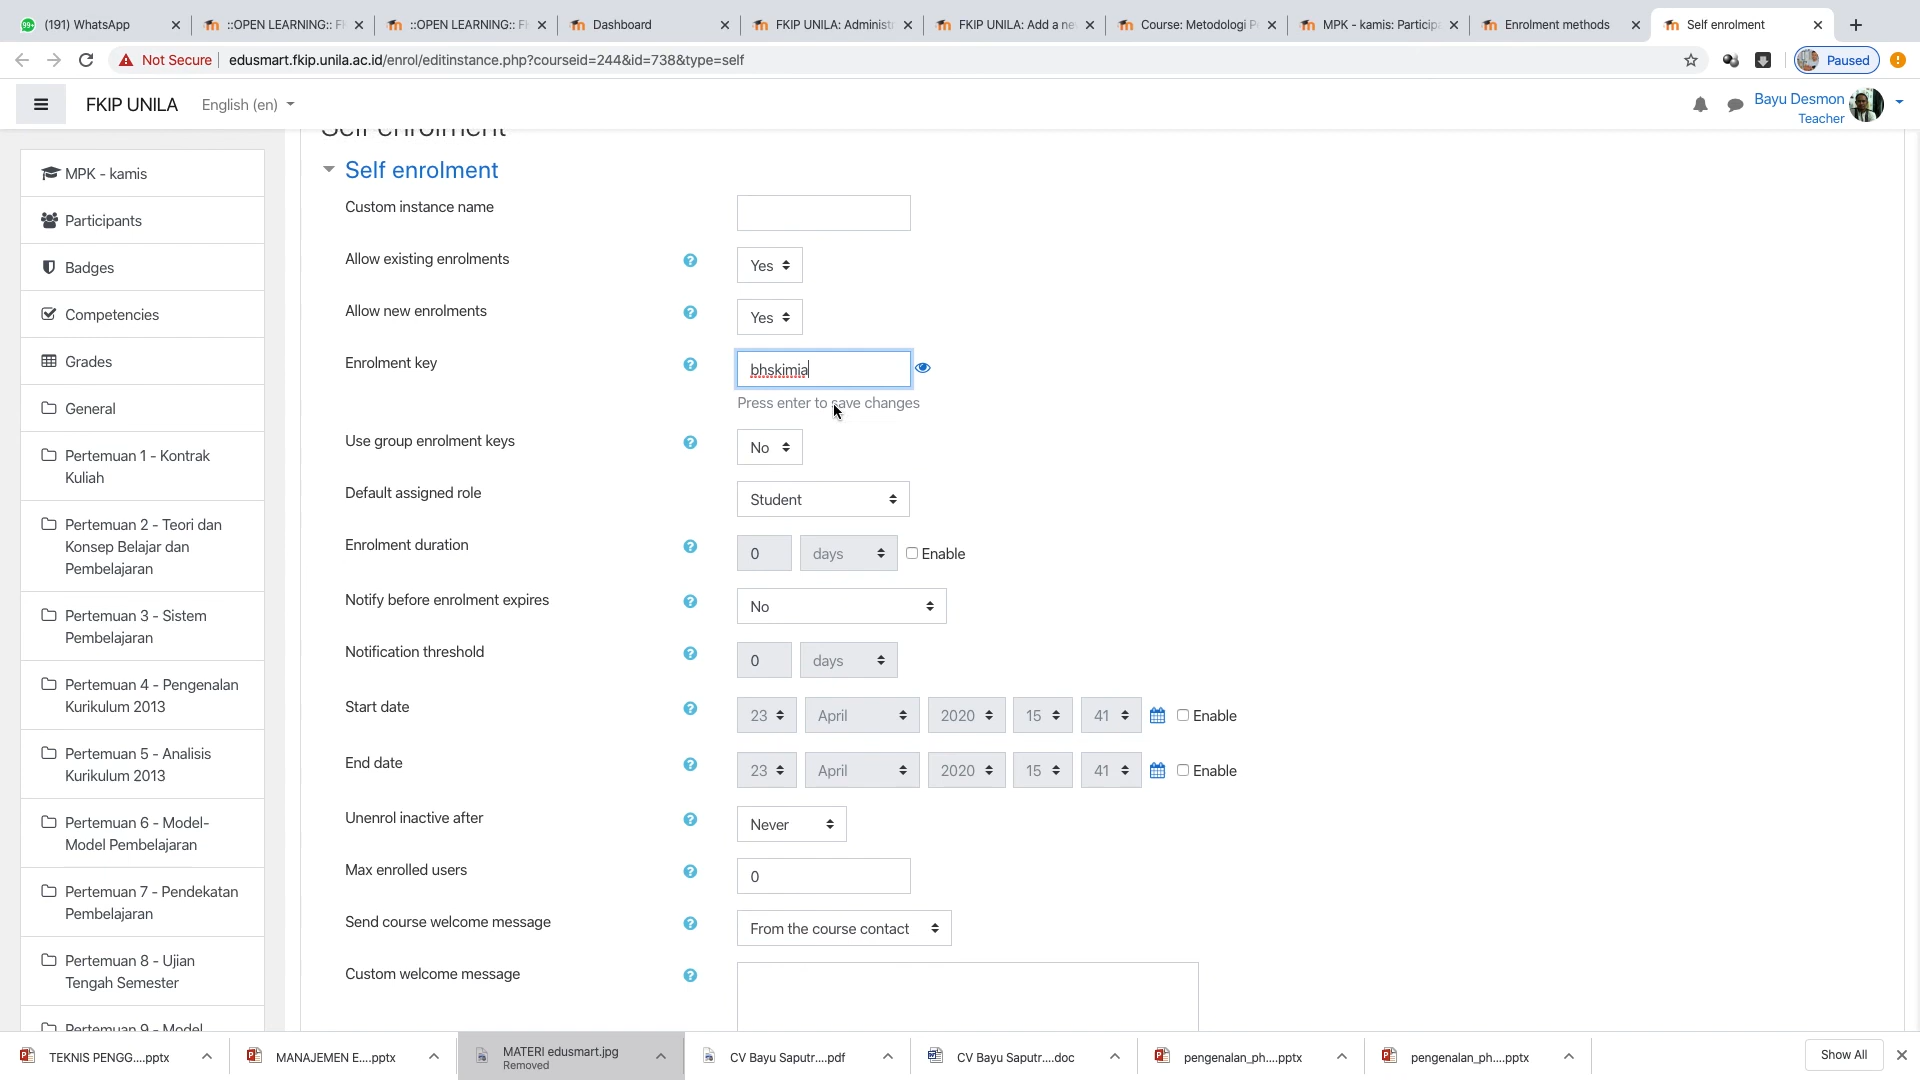 (191) WhatsApp
::OPEN LEARNING:: F
::OPEN LEARNING:: F
Dashboard
FKIP UNILA: Administ
FKIP UNILA: Add a ne
Course: Metodologi P
MPK - kamis: Particip
Enrolment methods
Self enrolment
Not Secure
edusmart.fkip.unila.ac.id/enrol/editinstance.php?courseid=244&id=738&type=self
Paused
FKIP UNILA
English (en)
Bayu Desmon
Teacher
MPK - kamis
Participants
Badges
Competencies
Grades
General
Pertemuan 1 - Kontrak
Kuliah
Pertemuan 2 - Teori dan
Konsep Belajar dan
Pembelajaran
Pertemuan 3 - Sistem
Pembelajaran
Pertemuan 4 - Pengenalan
Kurikulum 2013
Pertemuan 5 - Analisis
Kurikulum 2013
Pertemuan 6 - Model-
Model Pembelajaran
Pertemuan 7 - Pendekatan
Pembelajaran
Pertemuan 8 - Ujian
Tengah Semester
Pertemuan 9 - Model
Self enrolment
Self enrolment
Custom instance name
Allow existing enrolments
Yes
Allow new enrolments
Yes
Enrolment key
bhskimia
Press enter to save changes
Use group enrolment keys
No
Default assigned role
Student
Enrolment duration
0 days Enable
Notify before enrolment expires
No
Notification threshold
0 days
Start date
23 April 2020 15 41 Enable
End date
23 April 2020 15 41 Enable
Unenrol inactive after
Never
Max enrolled users
0
Send course welcome message
From the course contact
Custom welcome message
TEKNIS PENGG....pptx
MANAJEMEN E....pptx
MATERI edusmart.jpg
Removed
CV Bayu Saputr....pdf
CV Bayu Saputr....doc
pengenalan_ph....pptx
pengenalan_ph....pptx
Show All